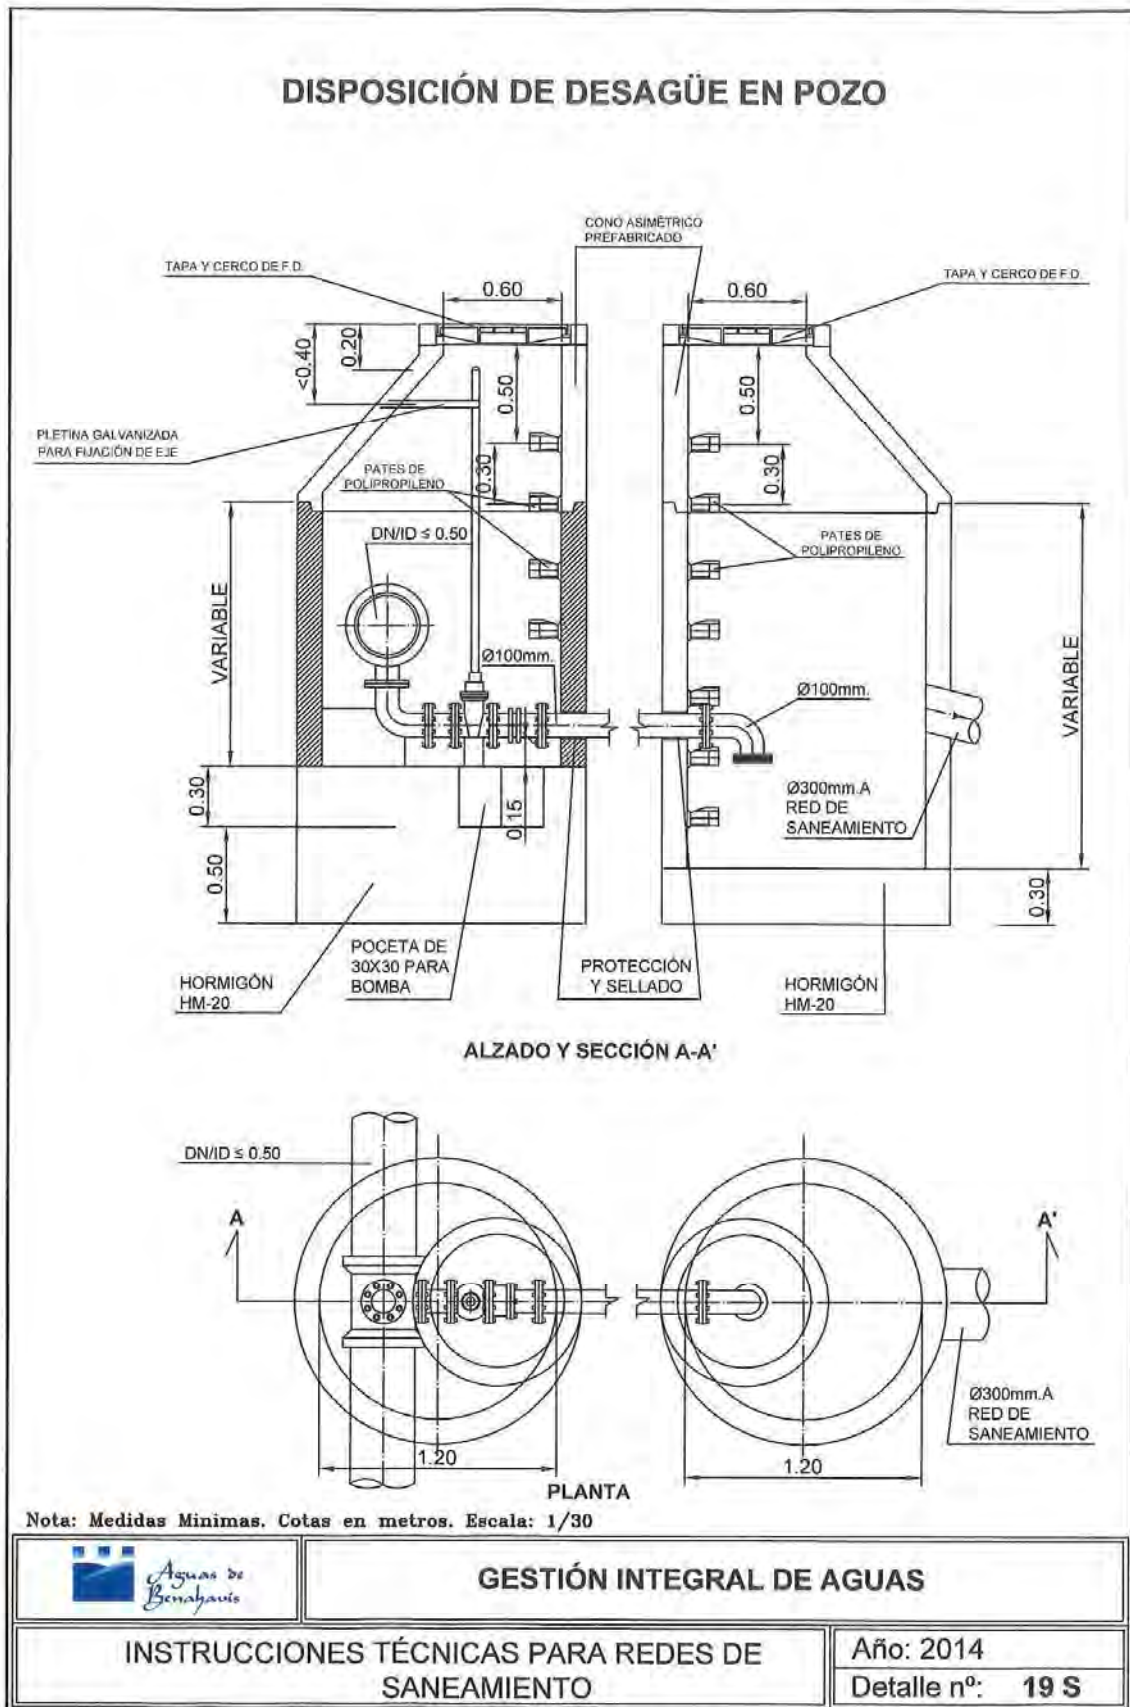 DISPOSICIÓN DE DESAGÜE EN POZO
CONO ASIMÉTRICO
PREFABRICADO
TAPA Y CERCO DE F.D.
TAPA Y CERCO DE F.D.
0.60
0.60
<0.40
0.20
0.50
0.50
PLETINA GALVANIZADA
PARA FIJACIÓN DE EJE
0.30
0.30
PATES DE
POLIPROPILENO
DN/ID ≤ 0.50
PATES DE
POLIPROPILENO
VARIABLE
VARIABLE
Ø100mm.
Ø100mm.
0.30
0.15
Ø300mm.A
RED DE
SANEAMIENTO
0.50
0.30
POCETA DE
30X30 PARA
BOMBA
PROTECCIÓN
Y SELLADO
HORMIGÓN
HM-20
HORMIGÓN
HM-20
ALZADO Y SECCIÓN A-A'
DN/ID ≤ 0.50
A
A'
Ø300mm.A
RED DE
SANEAMIENTO
1.20
1.20
PLANTA
Nota: Medidas Minimas. Cotas en metros. Escala: 1/30
Aguas de
Benahavís
GESTIÓN INTEGRAL DE AGUAS
INSTRUCCIONES TÉCNICAS PARA REDES DE
SANEAMIENTO
Año: 2014
Detalle nº: 19 S